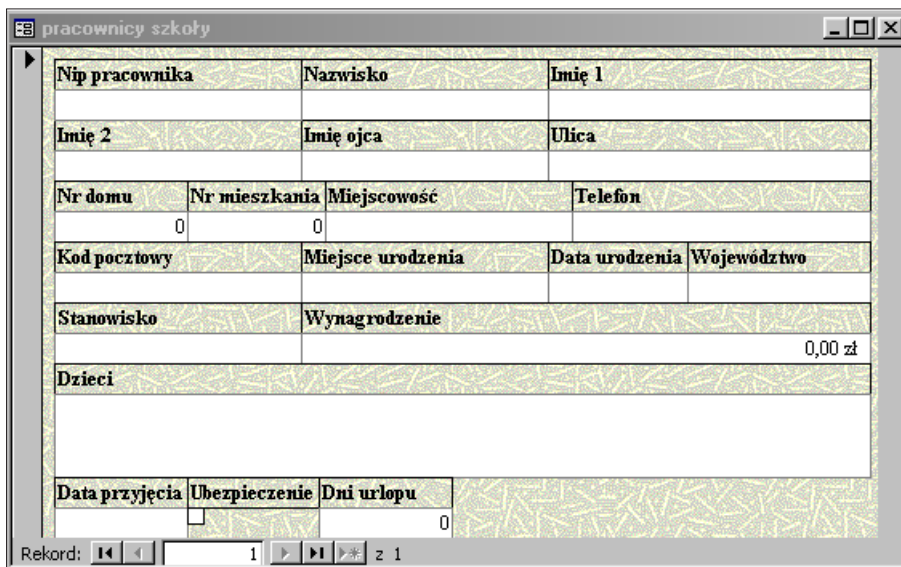 pracownicy szkoły
Nip pracownika Nazwisko Imię 1
Imię 2 Imię ojca Ulica
Nr domu Nr mieszkania Miejscowość Telefon
0 0
Kod pocztowy Miejsce urodzenia Data urodzenia Województwo
Stanowisko Wynagrodzenie
0,00 zł
Dzieci
Data przyjęcia Ubezpieczenie Dni urlopu
0
Rekord: 1 z 1